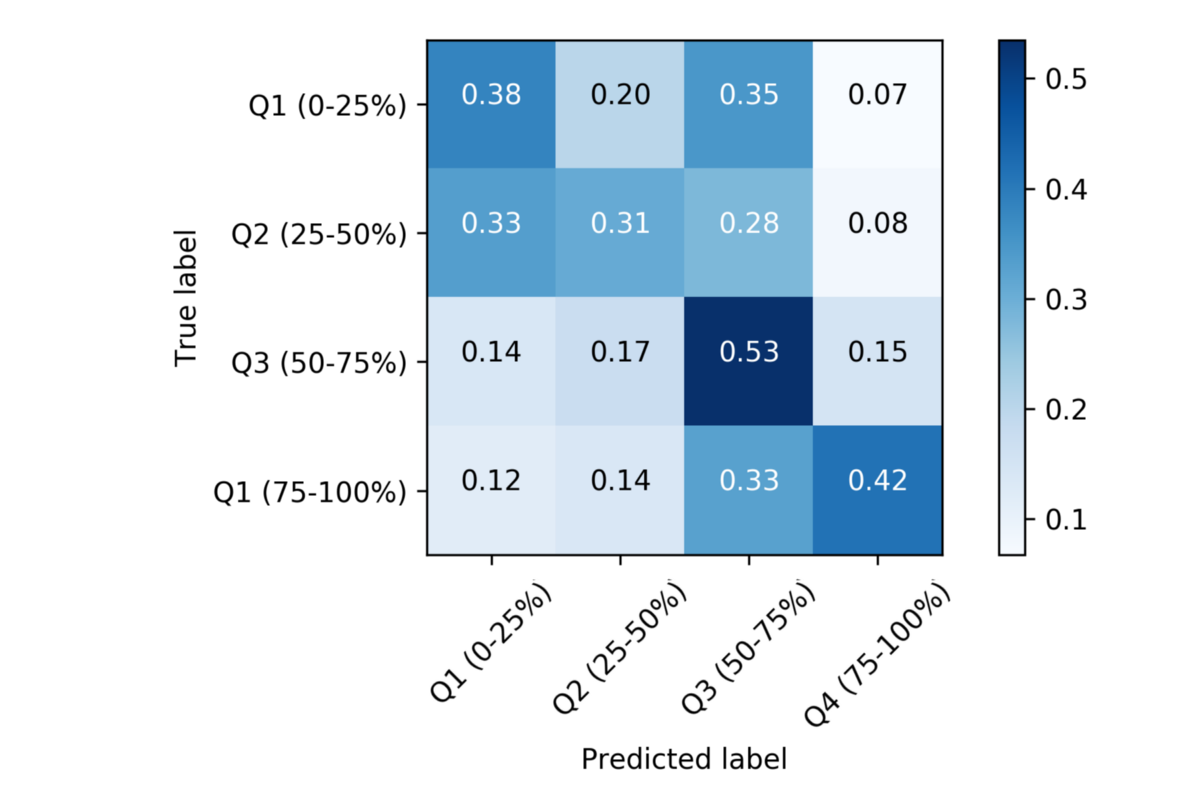 Q1 (0-25%) 0.38 0.20 0.35 0.07
Q2 (25-50%) 0.33 0.31 0.28 0.08
Q3 (50-75%) 0.14 0.17 0.53 0.15
Q1 (75-100%) 0.12 0.14 0.33 0.42
True label
Q1 (0-25%) Q2 (25-50%) Q3 (50-75%) Q4 (75-100%)
Predicted label
0.5
0.4
0.3
0.2
0.1